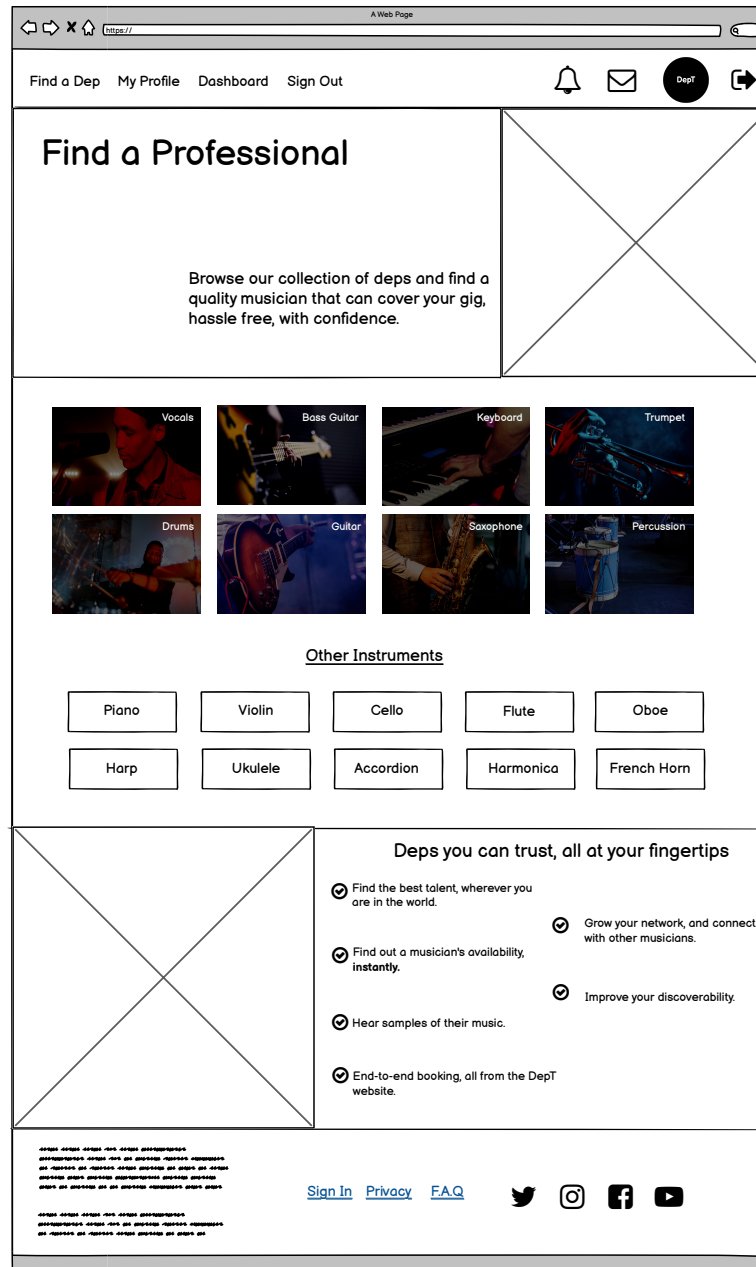 A Web Page
https://
Find a Dep My Profile Dashboard Sign Out
DepT
Find a Professional
Browse our collection of deps and find a
quality musician that can cover your gig,
hassle free, with confidence.
Vocals Bass Guitar Keyboard Trumpet
Drums Guitar Saxophone Percussion
Other Instruments
Piano Violin Cello Flute Oboe
Harp Ukulele Accordion Harmonica French Horn
Deps you can trust, all at your fingertips
Find the best talent, wherever you
are in the world.
Find out a musician's availability,
instantly.
Hear samples of their music.
End-to-end booking, all from the DepT
website.
Grow your network, and connect
with other musicians.
Improve your discoverability.
Sign In Privacy F.A.Q